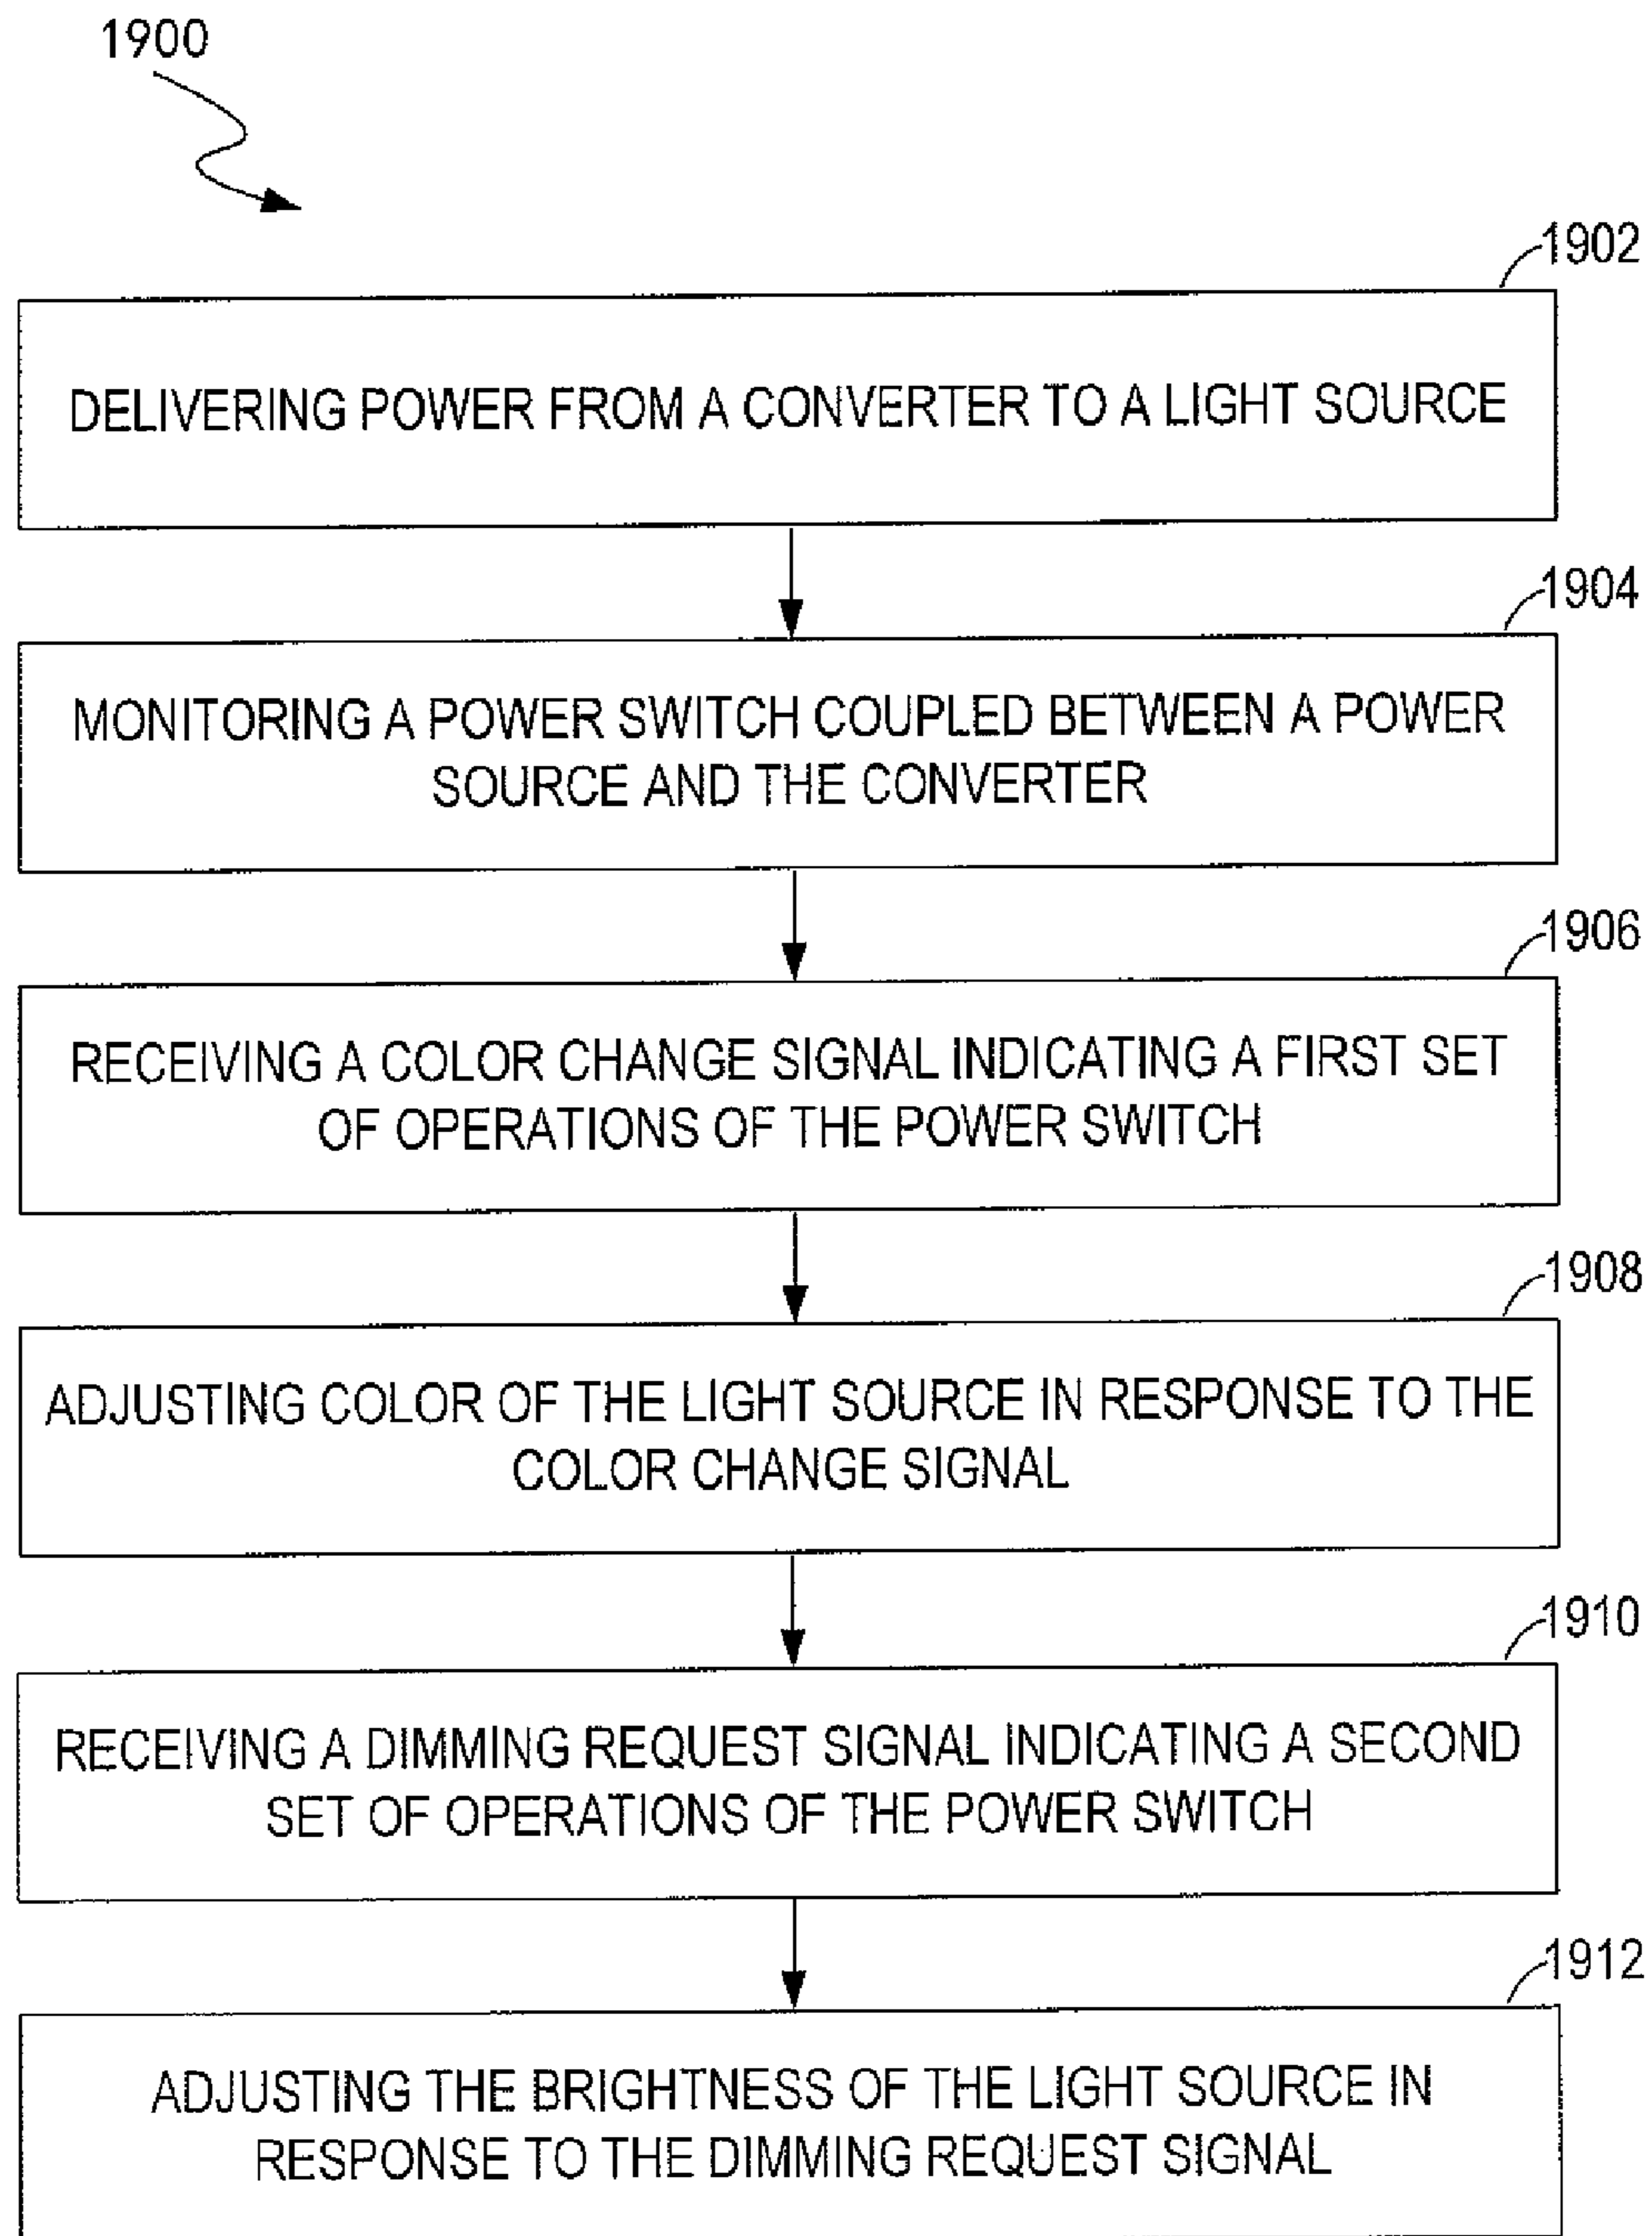 1900
1902
DELIVERING POWER FROM A CONVERTER TO A LIGHT SOURCE
1904
MONITORING A POWER SWITCH COUPLED BETWEEN A POWER
SOURCE AND THE CONVERTER
1906
RECEIVING A COLOR CHANGE SIGNAL INDICATING A FIRST SET
OF OPERATIONS OF THE POWER SWITCH
1908
ADJUSTING COLOR OF THE LIGHT SOURCE IN RESPONSE TO THE
COLOR CHANGE SIGNAL
1910
RECEIVING A DIMMING REQUEST SIGNAL INDICATING A SECOND
SET OF OPERATIONS OF THE POWER SWITCH
1912
ADJUSTING THE BRIGHTNESS OF THE LIGHT SOURCE IN
RESPONSE TO THE DIMMING REQUEST SIGNAL